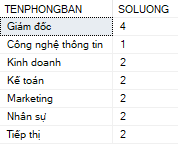 TENPHONGBAN SOLUONG
Giám đốc 4
Công nghệ thông tin 1
Kinh doanh 2
Kế toán 2
Marketing 2
Nhân sự 2
Tiếp thị 2